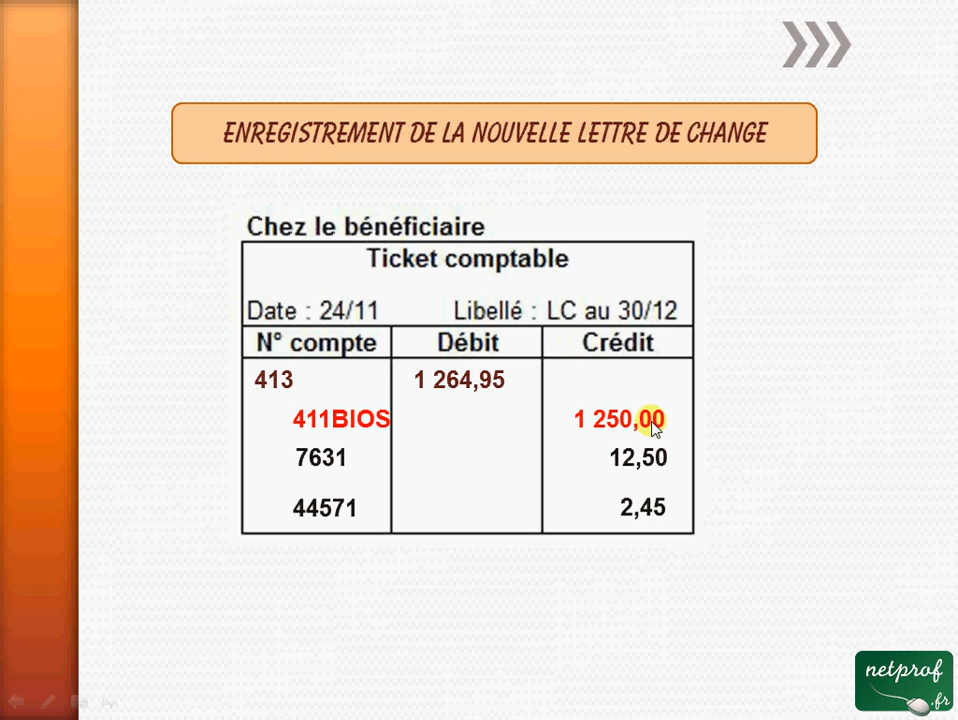 ENREGISTREMENT DE LA NOUVELLE LETTRE DE CHANGE
Chez le bénéficiaire
Ticket comptable
Date : 24/11 Libellé : LC au 30/12
N° compte Débit Crédit
413 1 264,95
411BIOS 1 250,00
7631 12,50
44571 2,45
netprof
.fr